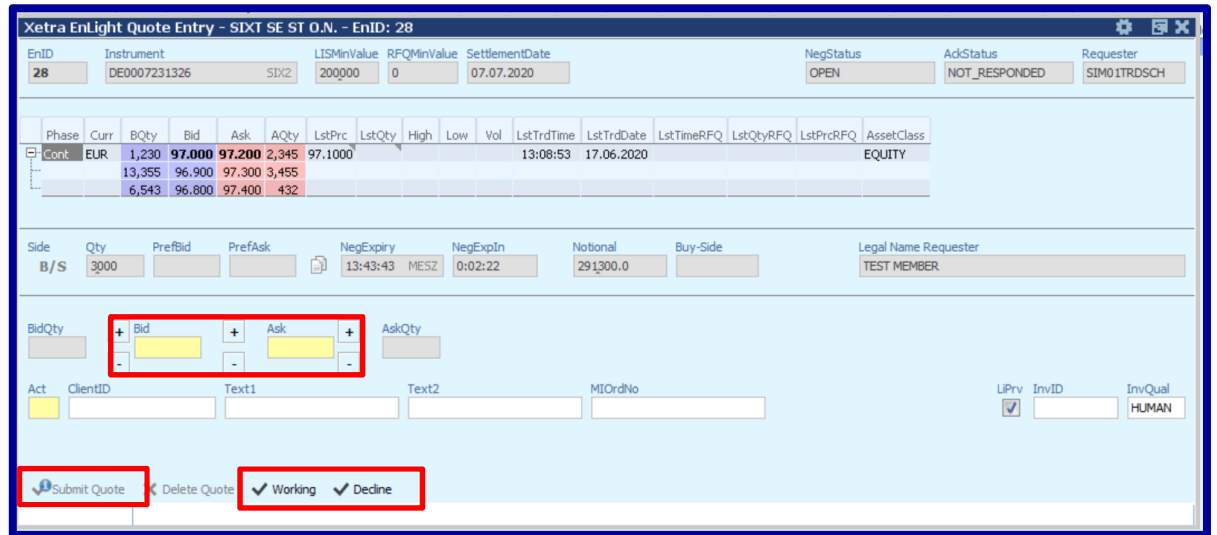 Xetra EnLight Quote Entry - SIXT SE ST O.N. - EnID: 28
EnID Instrument LISMinValue RFQMinValue SettlementDate NegStatus AckStatus Requester
28 DE0007231326 SIX2 200000 0 07.07.2020 OPEN NOT_RESPONDED SIM01TRDSCH
Phase Curr BQty Bid Ask AQty LstPrc LstQty High Low Vol LstTrdTime LstTrdDate LstTimeRFQ LstQtyRFQ LstPrcRFQ AssetClass
Cont EUR 1,230 97.000 97.200 2,345 97.1000 13:08:53 17.06.2020 EQUITY
13,355 96.900 97.300 3,455
6,543 96.800 97.400 432
Side Qty PrefBid PrefAsk NegExpiry NegExpIn Notional Buy-Side Legal Name Requester
B/S 3000 13:43:43 MESZ 0:02:22 291300.0 TEST MEMBER
BidQty + Bid + Ask + AskQty
- - -
Act ClientID Text1 Text2 MIOrdNo LiPrv InvID InvQual
HUMAN
Submit Quote Delete Quote Working Decline